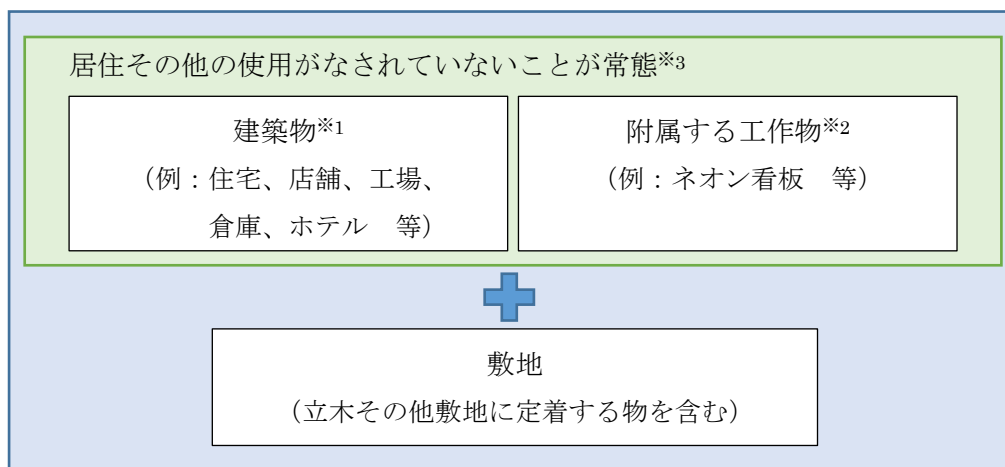 居住その他の使用がなされていないことが常態※3
建築物※1
（例：住宅、店舗、工場、
倉庫、ホテル　等）
附属する工作物※2
（例：ネオン看板　等）
敷地
（立木その他敷地に定着する物を含む）